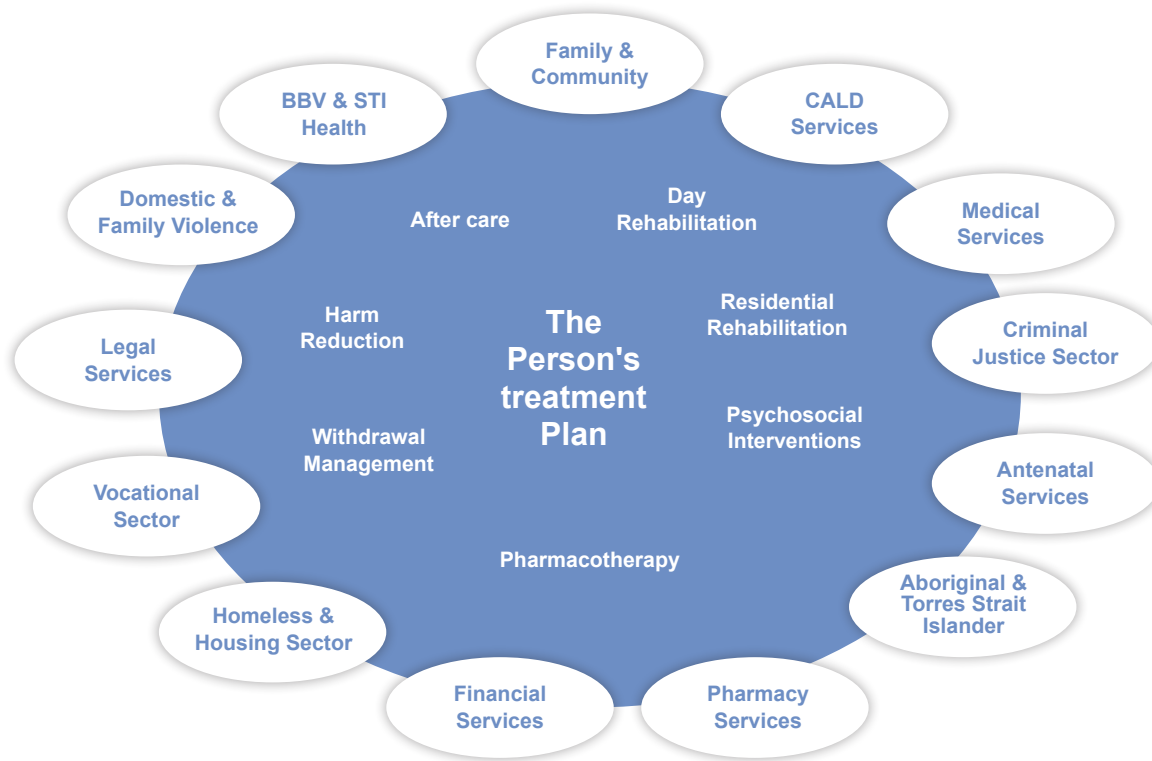 Family &
Community
BBV & STI
Health
CALD
Services
Domestic &
Family Violence
After care
Day
Rehabilitation
Medical
Services
Harm
Reduction
The
Person's
treatment
Plan
Residential
Rehabilitation
Legal
Services
Criminal
Justice Sector
Withdrawal
Management
Psychosocial
Interventions
Vocational
Sector
Antenatal
Services
Pharmacotherapy
Homeless &
Housing Sector
Aboriginal &
Torres Strait
Islander
Financial
Services
Pharmacy
Services